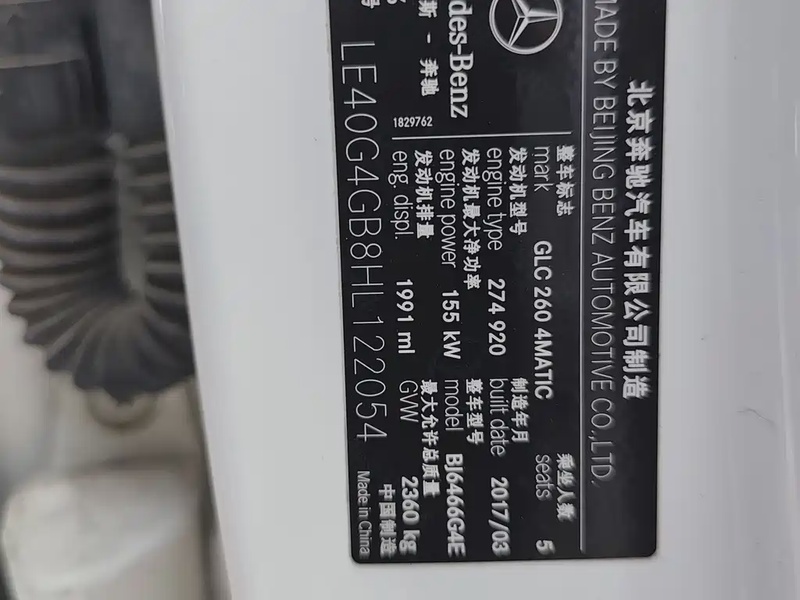 北京奔驰汽车有限公司制造
MADE BY BEIJING BENZ AUTOMOTIVE CO.,LTD.
整车标志 乘坐人数
mark GLC 260 4MATIC seats 5
发动机型号 制造年月
engine type 274 920 built date 2017/03
发动机最大净功率 整车型号
engine power 155 kW model BJ6466G4E
发动机排量 最大允许总质量
eng. displ. 1991 ml GVW 2360 kg
des-Benz
斯 - 奔驰
1829762
中国制造
号 LE40G4GB8HL122054 Made in China